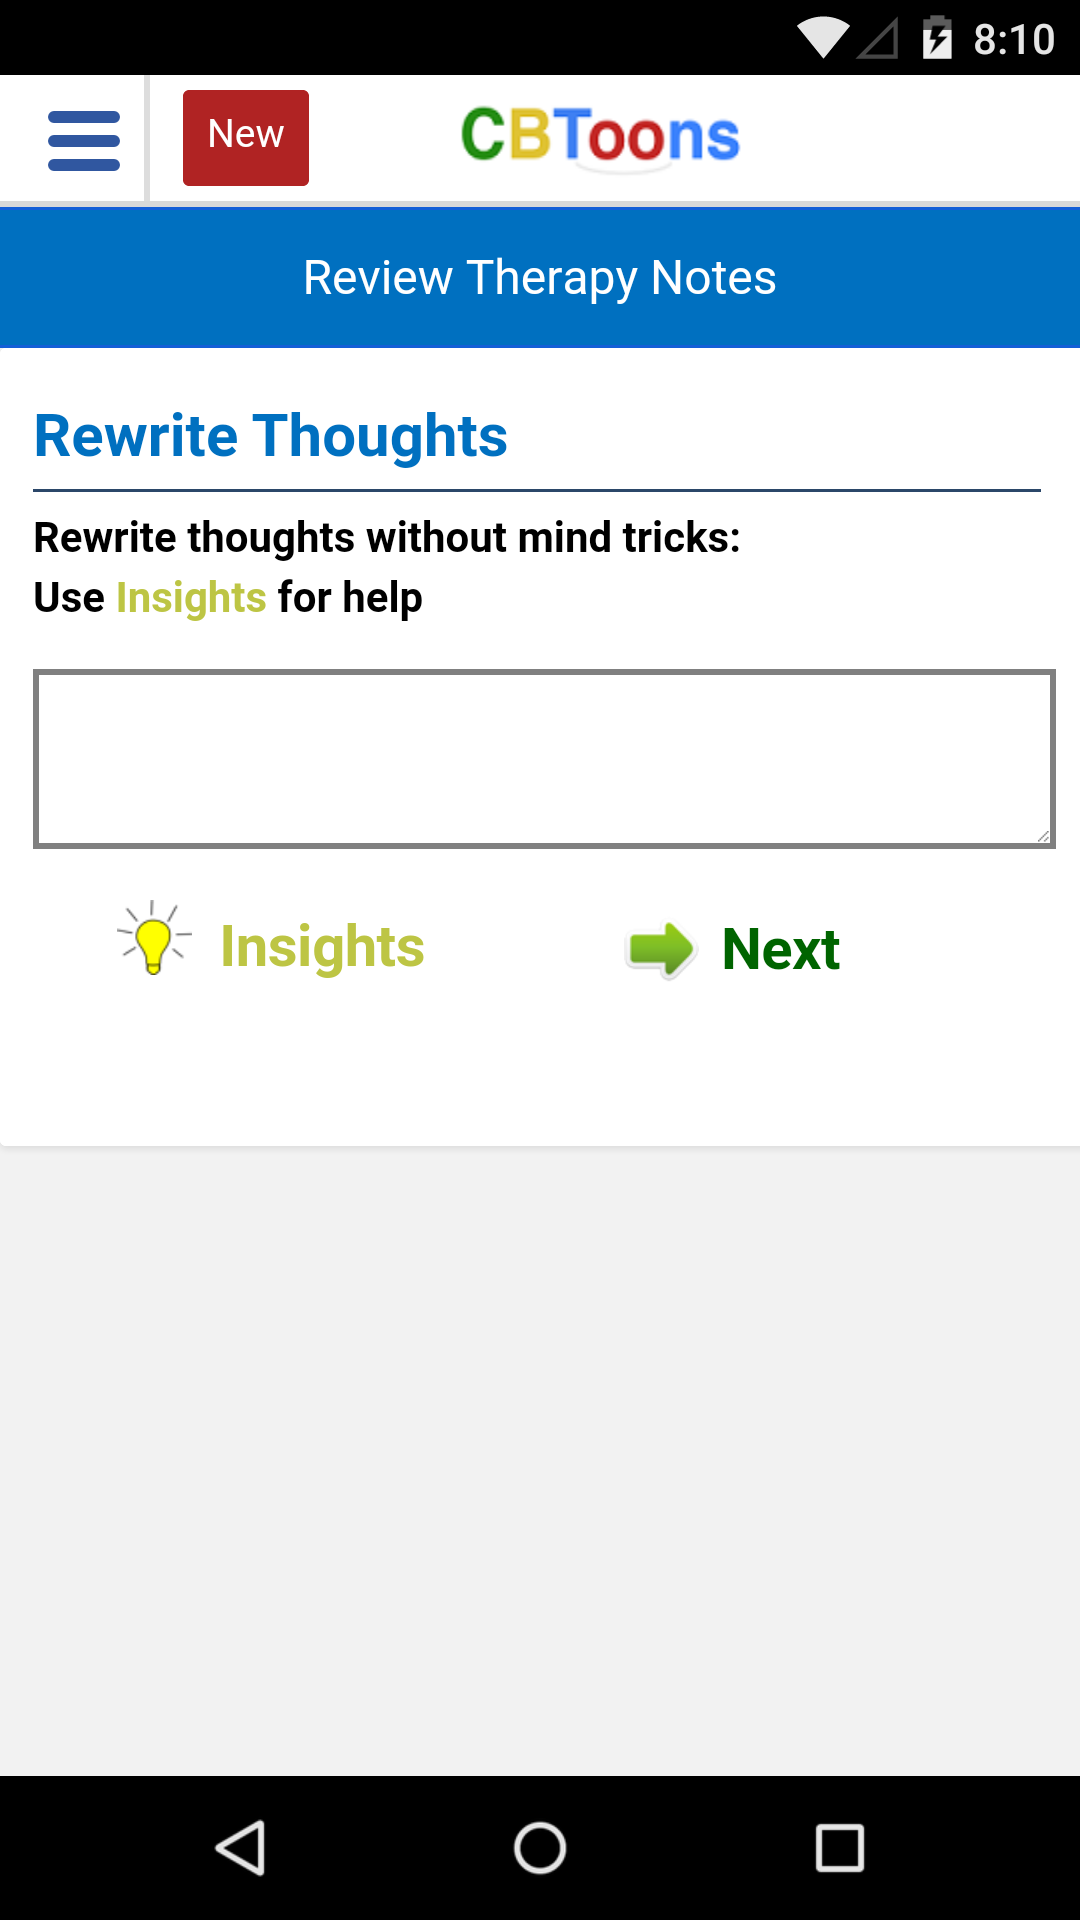 8:10
New
CBToons
Review Therapy Notes
Rewrite Thoughts
Rewrite thoughts without mind tricks:
Use Insights for help
Insights
Next